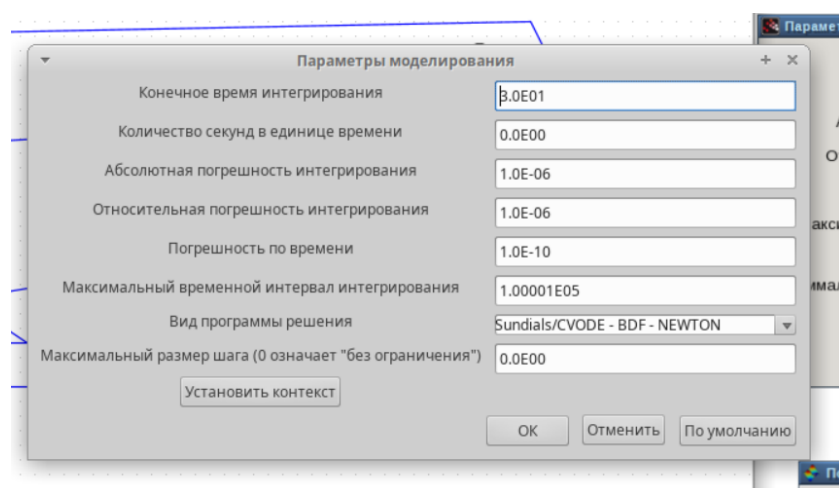 Парамет
Параметры моделирования
Конечное время интегрирования 3.0E01
Количество секунд в единице времени 0.0E00
Абсолютная погрешность интегрирования 1.0E-06
Относительная погрешность интегрирования 1.0E-06
Погрешность по времени 1.0E-10
Максимальный временной интервал интегрирования 1.00001E05
Вид программы решения Sundials/CVODE - BDF - NEWTON
Максимальный размер шага (0 означает "без ограничения") 0.0E00
Установить контекст
ОК Отменить По умолчанию